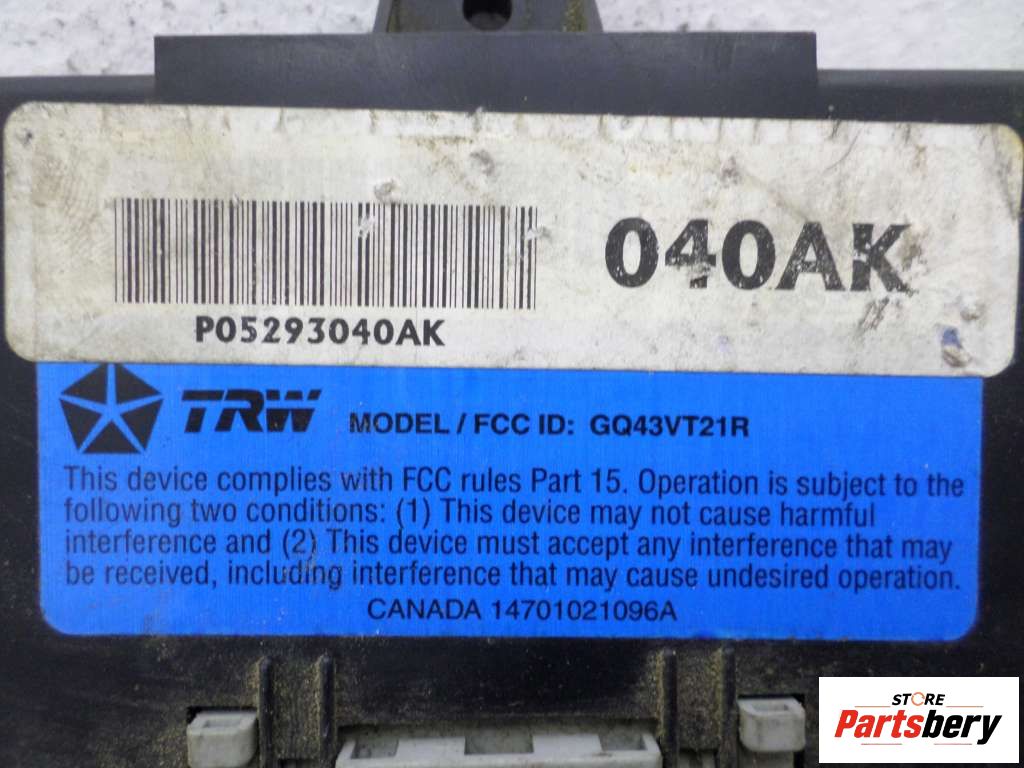 040AK
P05293040AK
TRW MODEL / FCC ID: GQ43VT21R
This device complies with FCC rules Part 15. Operation is subject to the
following two conditions: (1) This device may not cause harmful
interference and (2) This device must accept any interference that may
be received, including interference that may cause undesired operation.
CANADA 14701021096A
STORE
Partsbery